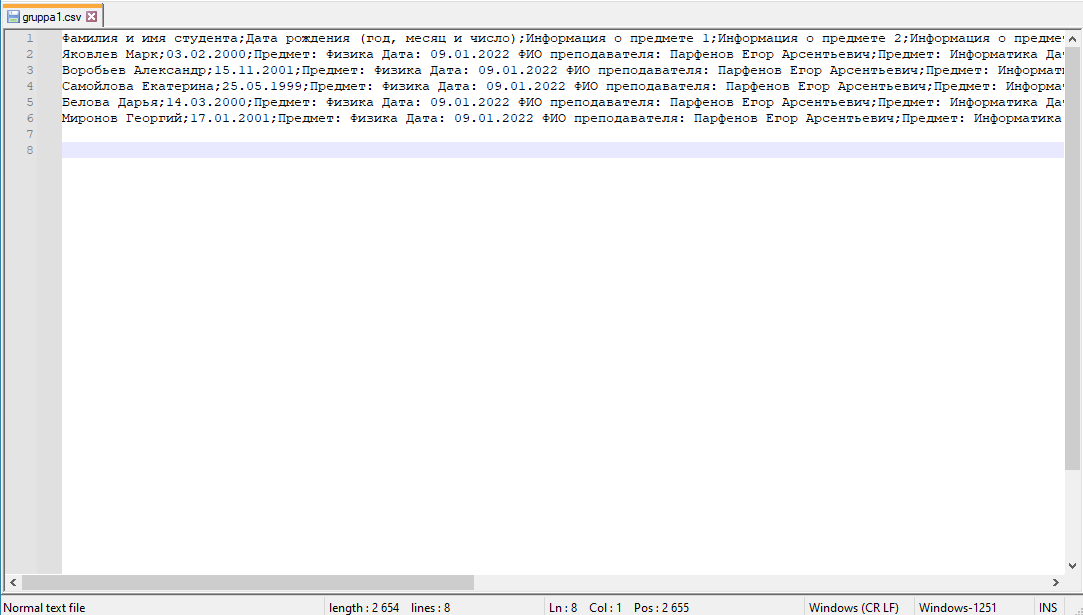 gruppa1.csv
1 Фамилия и имя студента;Дата рождения (год, месяц и число);Информация о предмете 1;Информация о предмете 2;Информация о предме
2 Яковлев Марк;03.02.2000;Предмет: Физика Дата: 09.01.2022 ФИО преподавателя: Парфенов Егор Арсентьевич;Предмет: Информатика Да
3 Воробьев Александр;15.11.2001;Предмет: Физика Дата: 09.01.2022 ФИО преподавателя: Парфенов Егор Арсентьевич;Предмет: Информат
4 Самойлова Екатерина;25.05.1999;Предмет: Физика Дата: 09.01.2022 ФИО преподавателя: Парфенов Егор Арсентьевич;Предмет: Информа
5 Белова Дарья;14.03.2000;Предмет: Физика Дата: 09.01.2022 ФИО преподавателя: Парфенов Егор Арсентьевич;Предмет: Информатика Да
6 Миронов Георгий;17.01.2001;Предмет: Физика Дата: 09.01.2022 ФИО преподавателя: Парфенов Егор Арсентьевич;Предмет: Информатика
7
8
Normal text file length : 2 654 lines : 8 Ln : 8 Col : 1 Pos : 2 655 Windows (CR LF) Windows-1251 INS